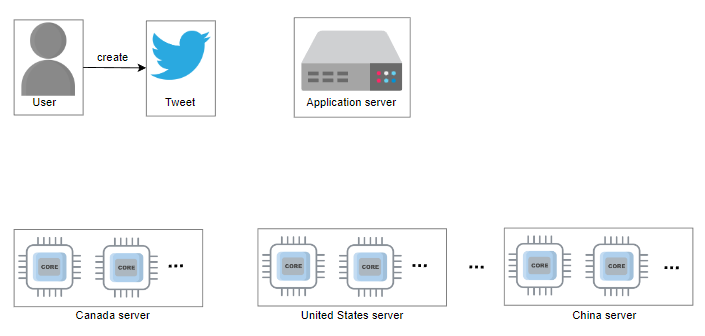 create
User
Tweet
Application server
CORE
CORE
...
CORE
CORE
...
...
CORE
CORE
...
Canada server
United States server
China server